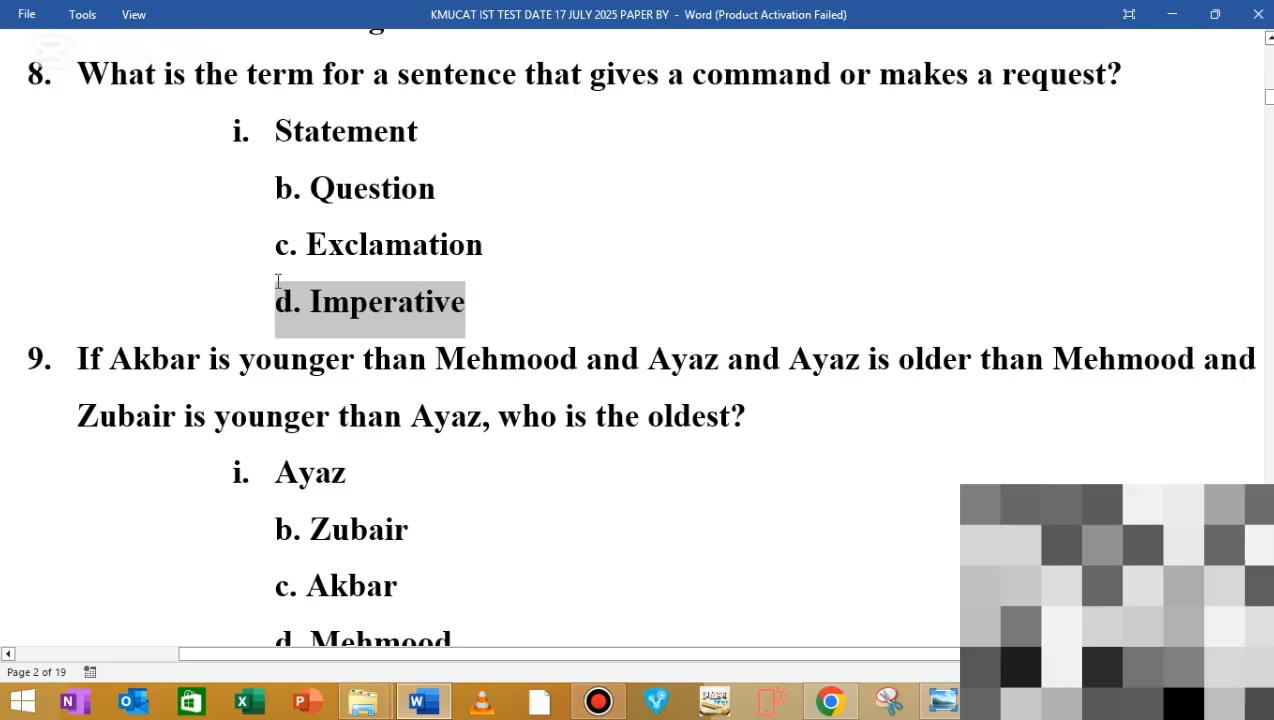 File Tools View KMUCAT IST TEST DATE 17 JULY 2025 PAPER BY - Word (Product Activation Failed)
8. What is the term for a sentence that gives a command or makes a request?
i. Statement
b. Question
c. Exclamation
d. Imperative
9. If Akbar is younger than Mehmood and Ayaz and Ayaz is older than Mehmood and
Zubair is younger than Ayaz, who is the oldest?
i. Ayaz
b. Zubair
c. Akbar
d. Mehmood
Page 2 of 19